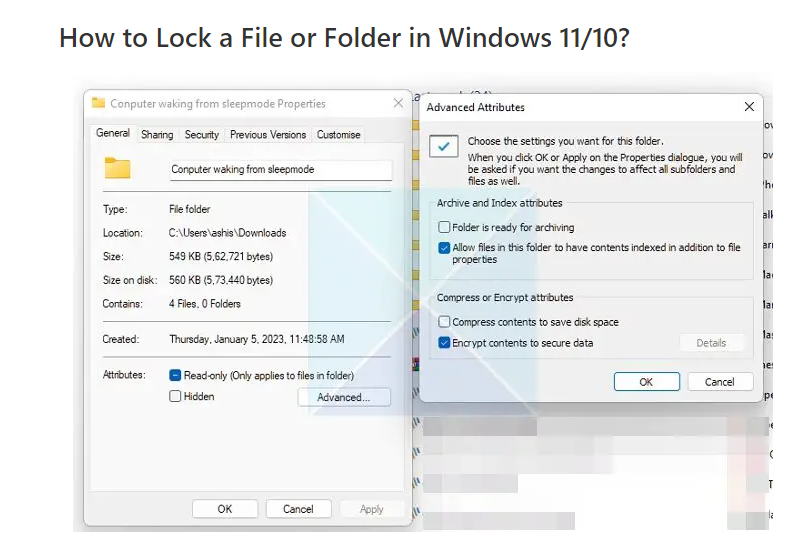 How to Lock a File or Folder in Windows 11/10?
Conputer waking from sleepmode Properties
General Sharing Security Previous Versions Customise
Conputer waking from sleepmode
Type: File folder
Location: C:\Users\ashis\Downloads
Size: 549 KB (5,62,721 bytes)
Size on disk: 560 KB (5,73,440 bytes)
Contains: 4 Files, 0 Folders
Created: Thursday, January 5, 2023, 11:48:58 AM
Attributes: Read-only (Only applies to files in folder)
Hidden Advanced...
OK Cancel Apply
Advanced Attributes
Choose the settings you want for this folder.
When you click OK or Apply on the Properties dialogue, you will
be asked if you want the changes to affect all subfolders and
files as well.
Archive and Index attributes
Folder is ready for archiving
Allow files in this folder to have contents indexed in addition to file
properties
Compress or Encrypt attributes
Compress contents to save disk space
Encrypt contents to secure data Details
OK Cancel